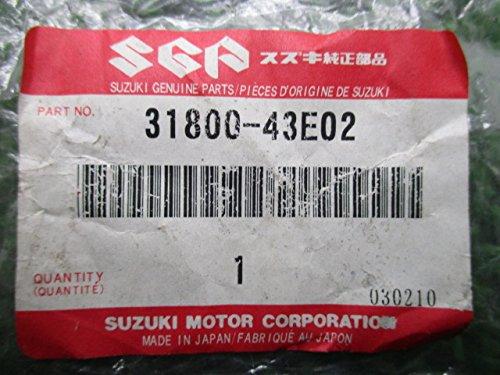 SGP スズキ純正部品
SUZUKI GENUINE PARTS/PIÈCES D'ORIGINE DE SUZUKI
PART NO. 31800-43E02
QUANTITY 1
(QUANTITÉ)
030210
SUZUKI MOTOR CORPORATION
MADE IN JAPAN/FABRIQUÉ AU JAPON